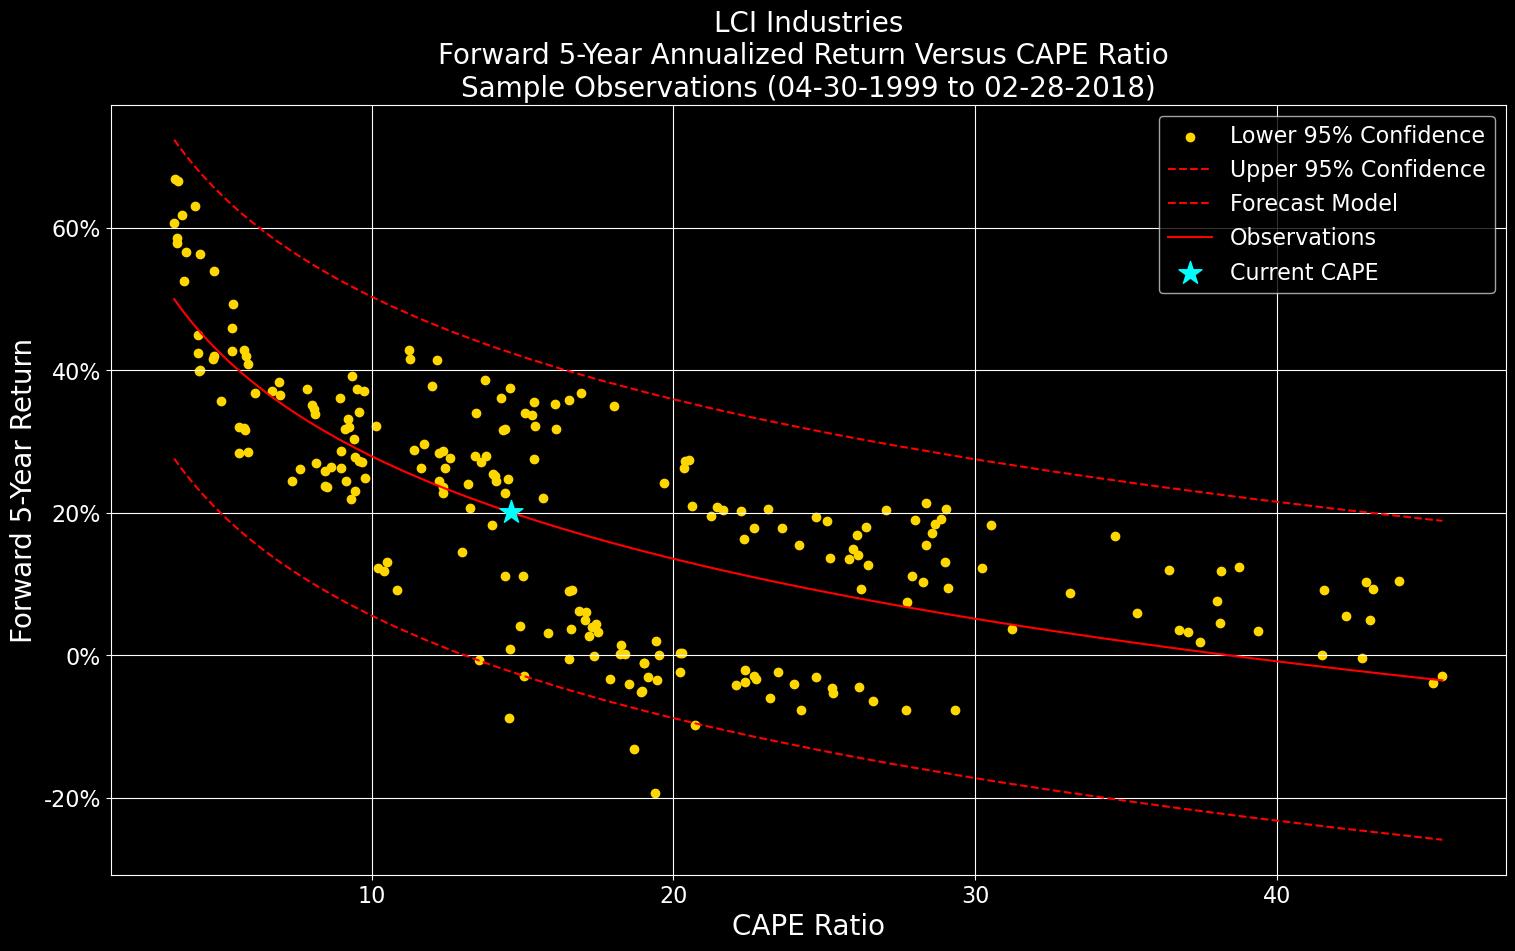 LCI Industries
Forward 5-Year Annualized Return Versus CAPE Ratio
Sample Observations (04-30-1999 to 02-28-2018)
Lower 95% Confidence
Upper 95% Confidence
Forecast Model
Observations
Current CAPE
Forward 5-Year Return
60%
40%
20%
0%
-20%
10 20 30 40
CAPE Ratio